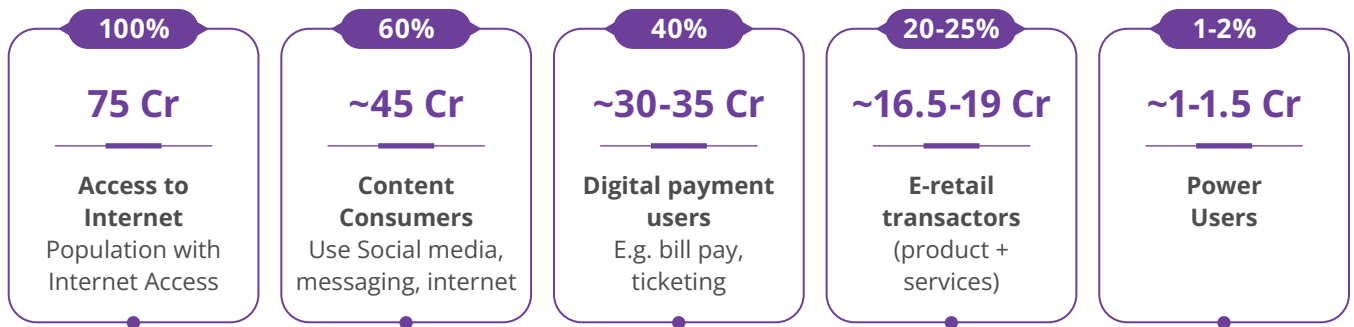 100%
75 Cr
Access to
Internet
Population with
Internet Access
60%
~45 Cr
Content
Consumers
Use Social media,
messaging, internet
40%
~30-35 Cr
Digital payment
users
E.g. bill pay,
ticketing
20-25%
~16.5-19 Cr
E-retail
transactors
(product +
services)
1-2%
~1-1.5 Cr
Power
Users